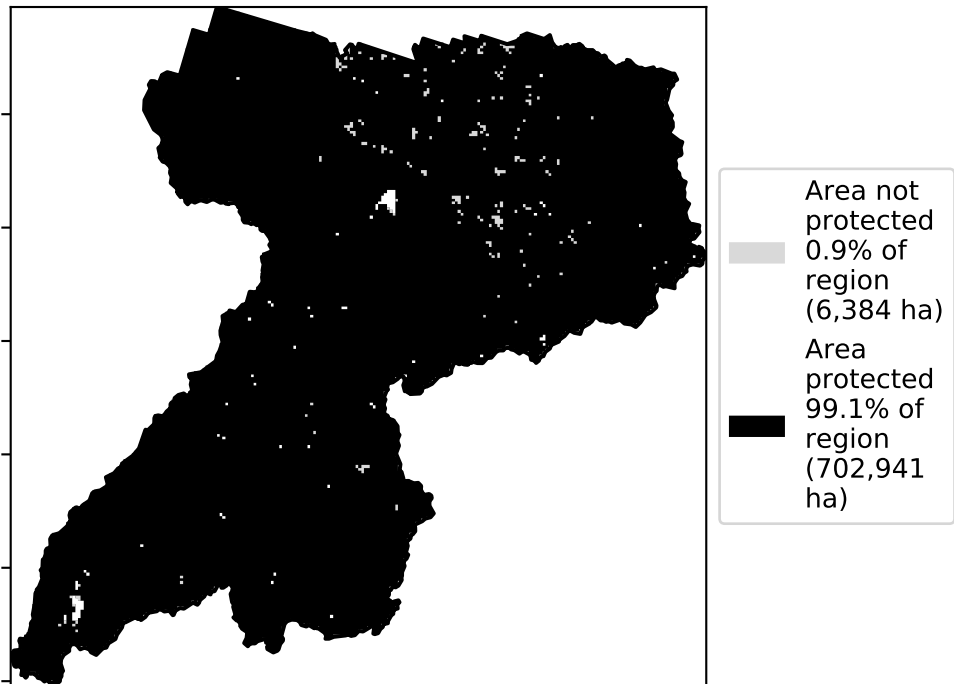 Area not
protected
0.9% of
region
(6,384 ha)
Area
protected
99.1% of
region
(702,941
ha)